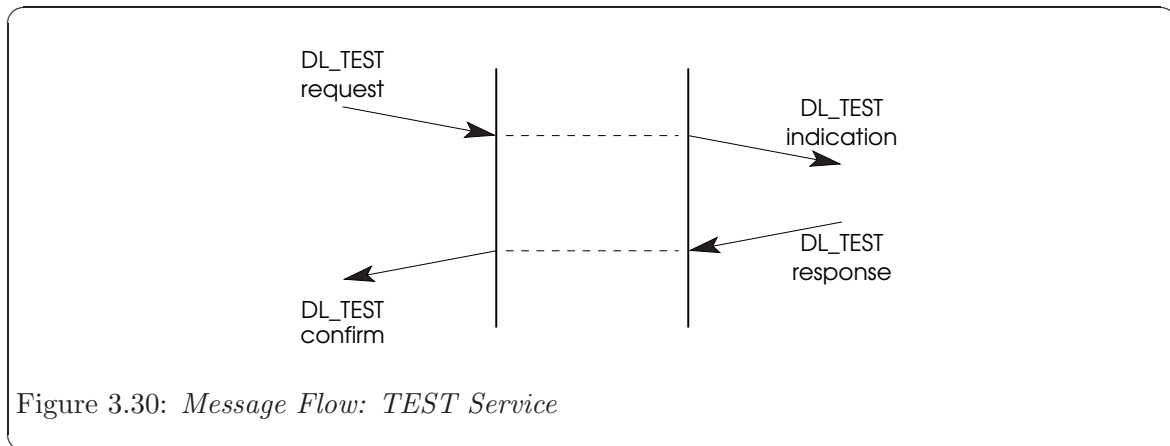 DL_TEST
request
DL_TEST
indication
DL_TEST
response
DL_TEST
confirm
Figure 3.30: Message Flow: TEST Service